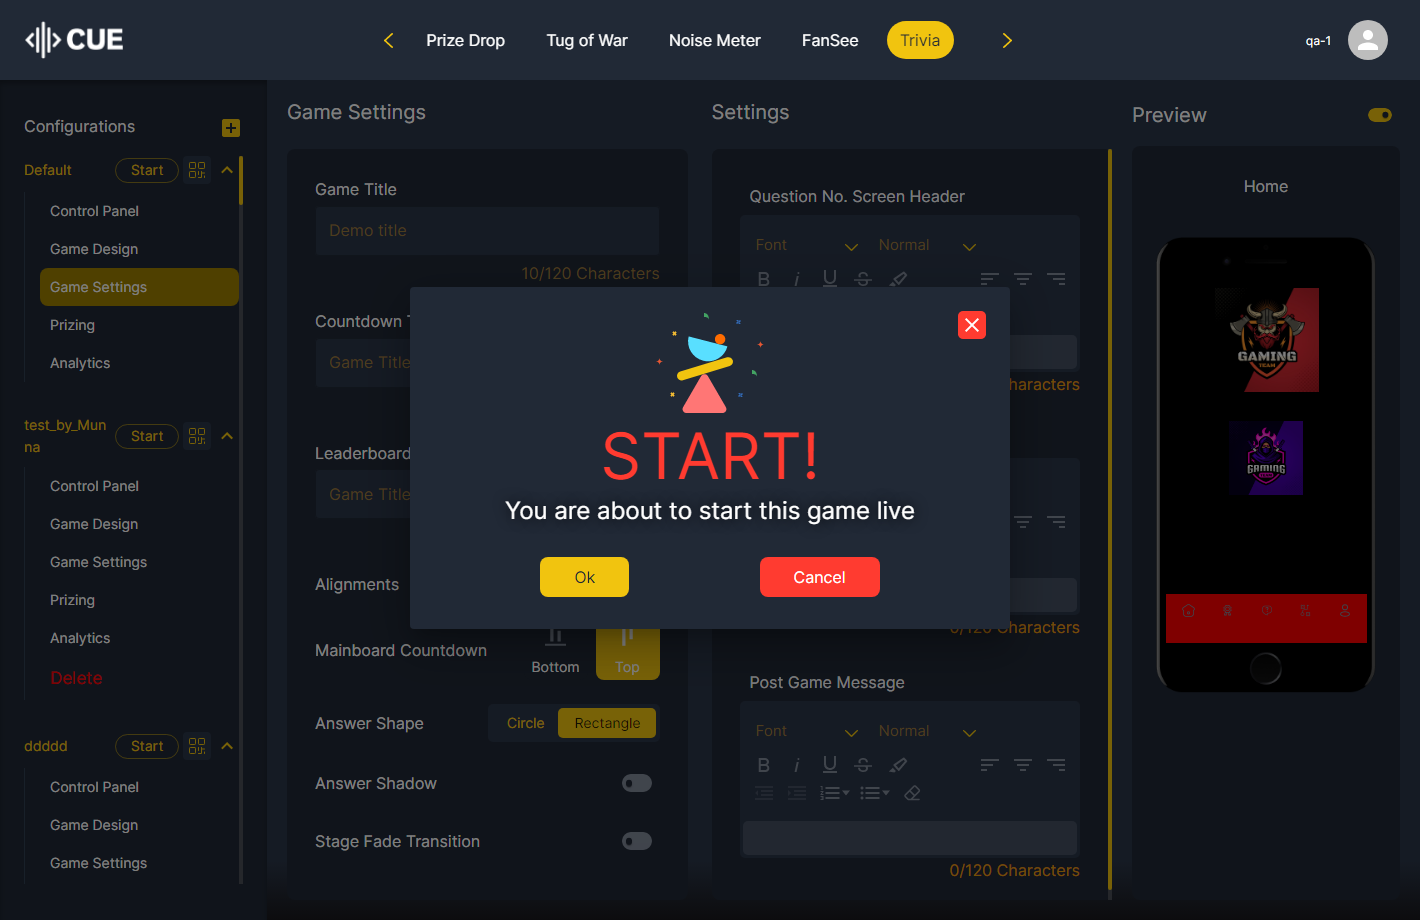 CUE
Prize Drop
Tug of War
Noise Meter
FanSee
Trivia
qa-1
Configurations
Default
Start
Control Panel
Game Design
Game Settings
Prizing
Analytics
test_by_Mun
na
Start
Control Panel
Game Design
Game Settings
Prizing
Analytics
Delete
ddddd
Start
Control Panel
Game Design
Game Settings
Game Settings
Game Title
Demo title
10/120 Characters
Countdown
Game Title
Leaderboard
Game Title
Alignments
Mainboard Countdown
Bottom
Top
Answer Shape
Circle
Rectangle
Answer Shadow
Stage Fade Transition
START!
You are about to start this game live
Ok
Cancel
Settings
Question No. Screen Header
Font
Normal
B i U S
haracters
0/120 Characters
Post Game Message
Font
Normal
B i U S
0/120 Characters
Preview
Home
GAMING
TEAM
GAMING